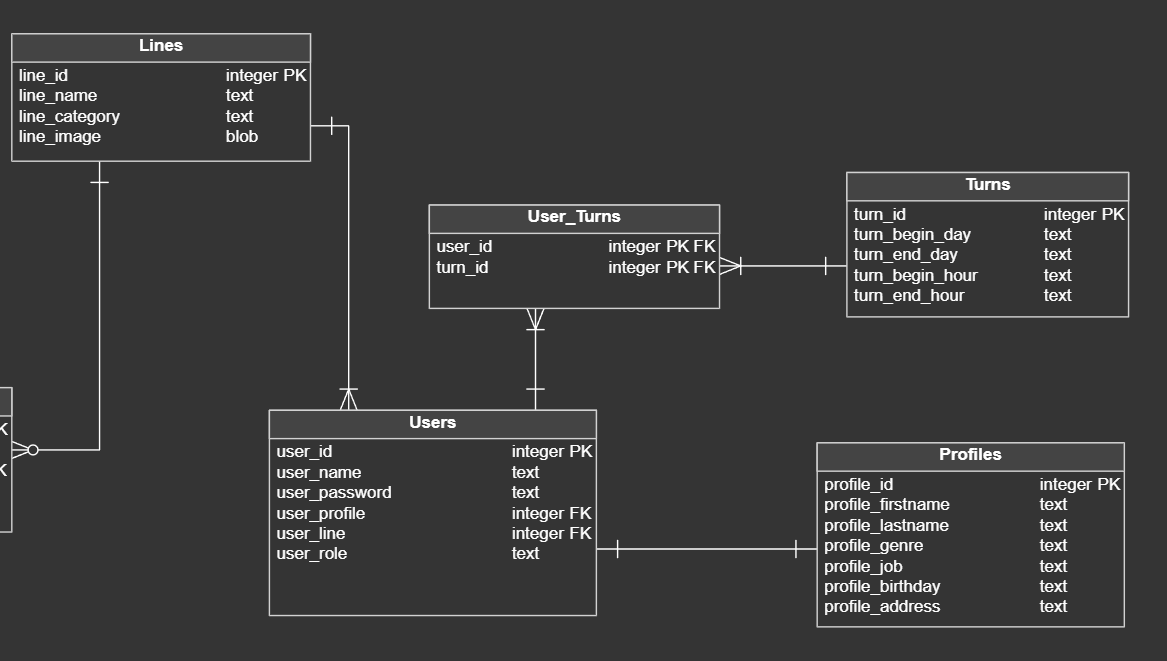 Lines
line_id integer PK
line_name text
line_category text
line_image blob
User_Turns
user_id integer PK FK
turn_id integer PK FK
Turns
turn_id integer PK
turn_begin_day text
turn_end_day text
turn_begin_hour text
turn_end_hour text
Users
user_id integer PK
user_name text
user_password text
user_profile integer FK
user_line integer FK
user_role text
Profiles
profile_id integer PK
profile_firstname text
profile_lastname text
profile_genre text
profile_job text
profile_birthday text
profile_address text